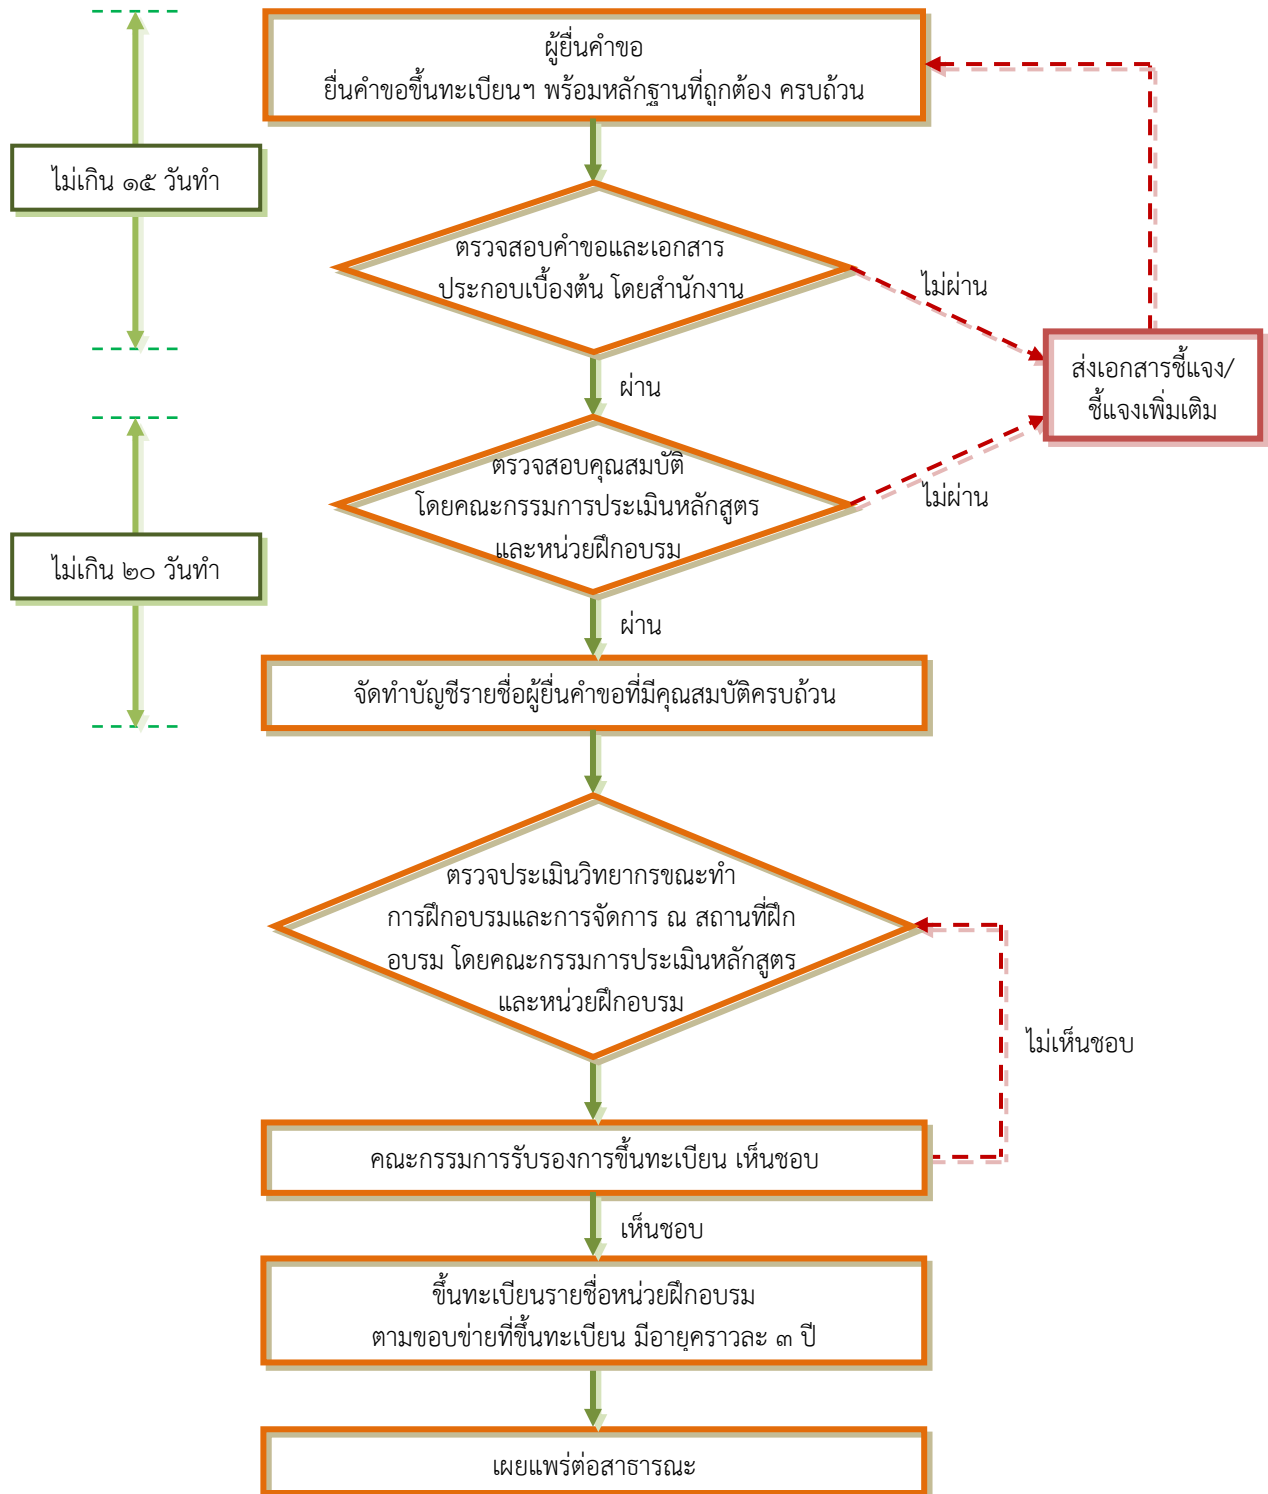 ผู้ยื่นคำขอ
ยื่นคำขอขึ้นทะเบียนฯ พร้อมหลักฐานที่ถูกต้อง ครบถ้วน
ไม่เกิน ๑๕ วันทำ
ตรวจสอบคำขอและเอกสาร
ประกอบเบื้องต้น โดยสำนักงาน
ไม่ผ่าน
ส่งเอกสารชี้แจง/
ชี้แจงเพิ่มเติม
ผ่าน
ตรวจสอบคุณสมบัติ
โดยคณะกรรมการประเมินหลักสูตร
และหน่วยฝึกอบรม
ไม่ผ่าน
ไม่เกิน ๒๐ วันทำ
ผ่าน
จัดทำบัญชีรายชื่อผู้ยื่นคำขอที่มีคุณสมบัติครบถ้วน
ตรวจประเมินวิทยากรขณะทำ
การฝึกอบรมและการจัดการ ณ สถานที่ฝึก
อบรม โดยคณะกรรมการประเมินหลักสูตร
และหน่วยฝึกอบรม
ไม่เห็นชอบ
คณะกรรมการรับรองการขึ้นทะเบียน เห็นชอบ
เห็นชอบ
ขึ้นทะเบียนรายชื่อหน่วยฝึกอบรม
ตามขอบข่ายที่ขึ้นทะเบียน มีอายุคราวละ ๓ ปี
เผยแพร่ต่อสาธารณะ